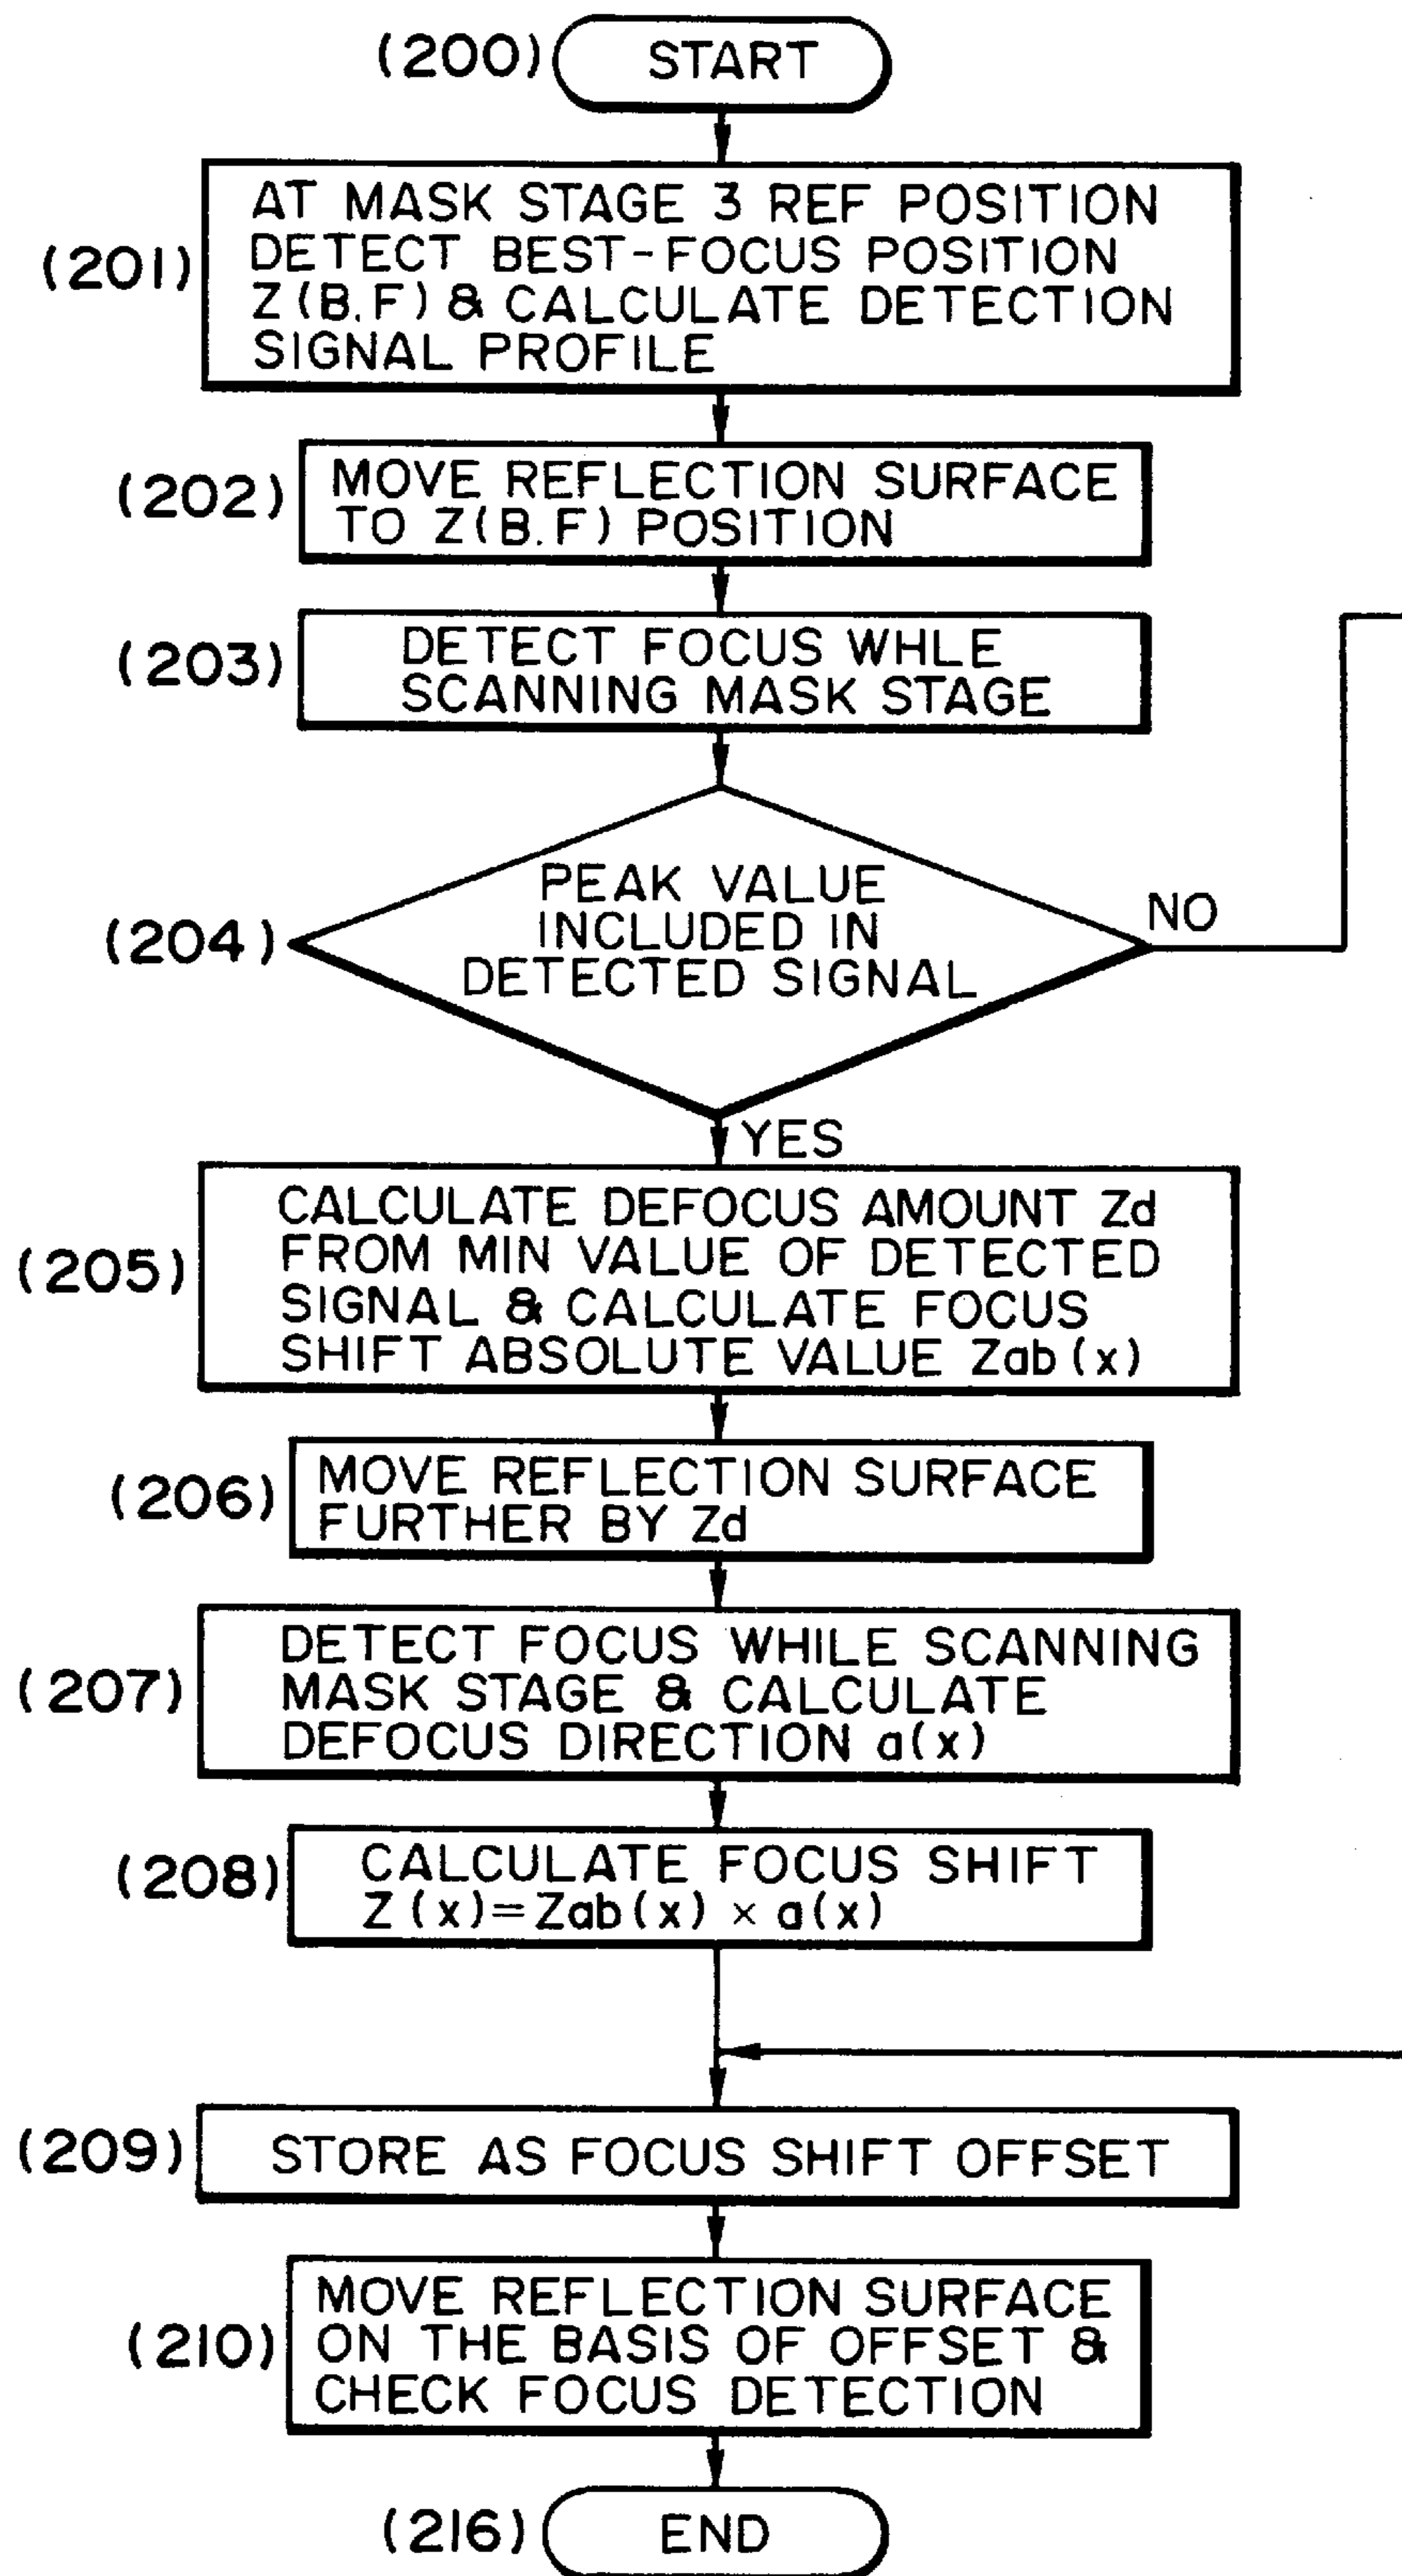 (200) START
(201) AT MASK STAGE 3 REF POSITION
DETECT BEST-FOCUS POSITION
Z(B.F) & CALCULATE DETECTION
SIGNAL PROFILE
(202) MOVE REFLECTION SURFACE
TO Z(B.F) POSITION
(203) DETECT FOCUS WHLE
SCANNING MASK STAGE
(204) PEAK VALUE
INCLUDED IN
DETECTED SIGNAL
NO
YES
(205) CALCULATE DEFOCUS AMOUNT Zd
FROM MIN VALUE OF DETECTED
SIGNAL & CALCULATE FOCUS
SHIFT ABSOLUTE VALUE Zab(x)
(206) MOVE REFLECTION SURFACE
FURTHER BY Zd
(207) DETECT FOCUS WHILE SCANNING
MASK STAGE & CALCULATE
DEFOCUS DIRECTION a(x)
(208) CALCULATE FOCUS SHIFT
Z(x)=Zab(x) × a(x)
(209) STORE AS FOCUS SHIFT OFFSET
(210) MOVE REFLECTION SURFACE
ON THE BASIS OF OFFSET &
CHECK FOCUS DETECTION
(216) END